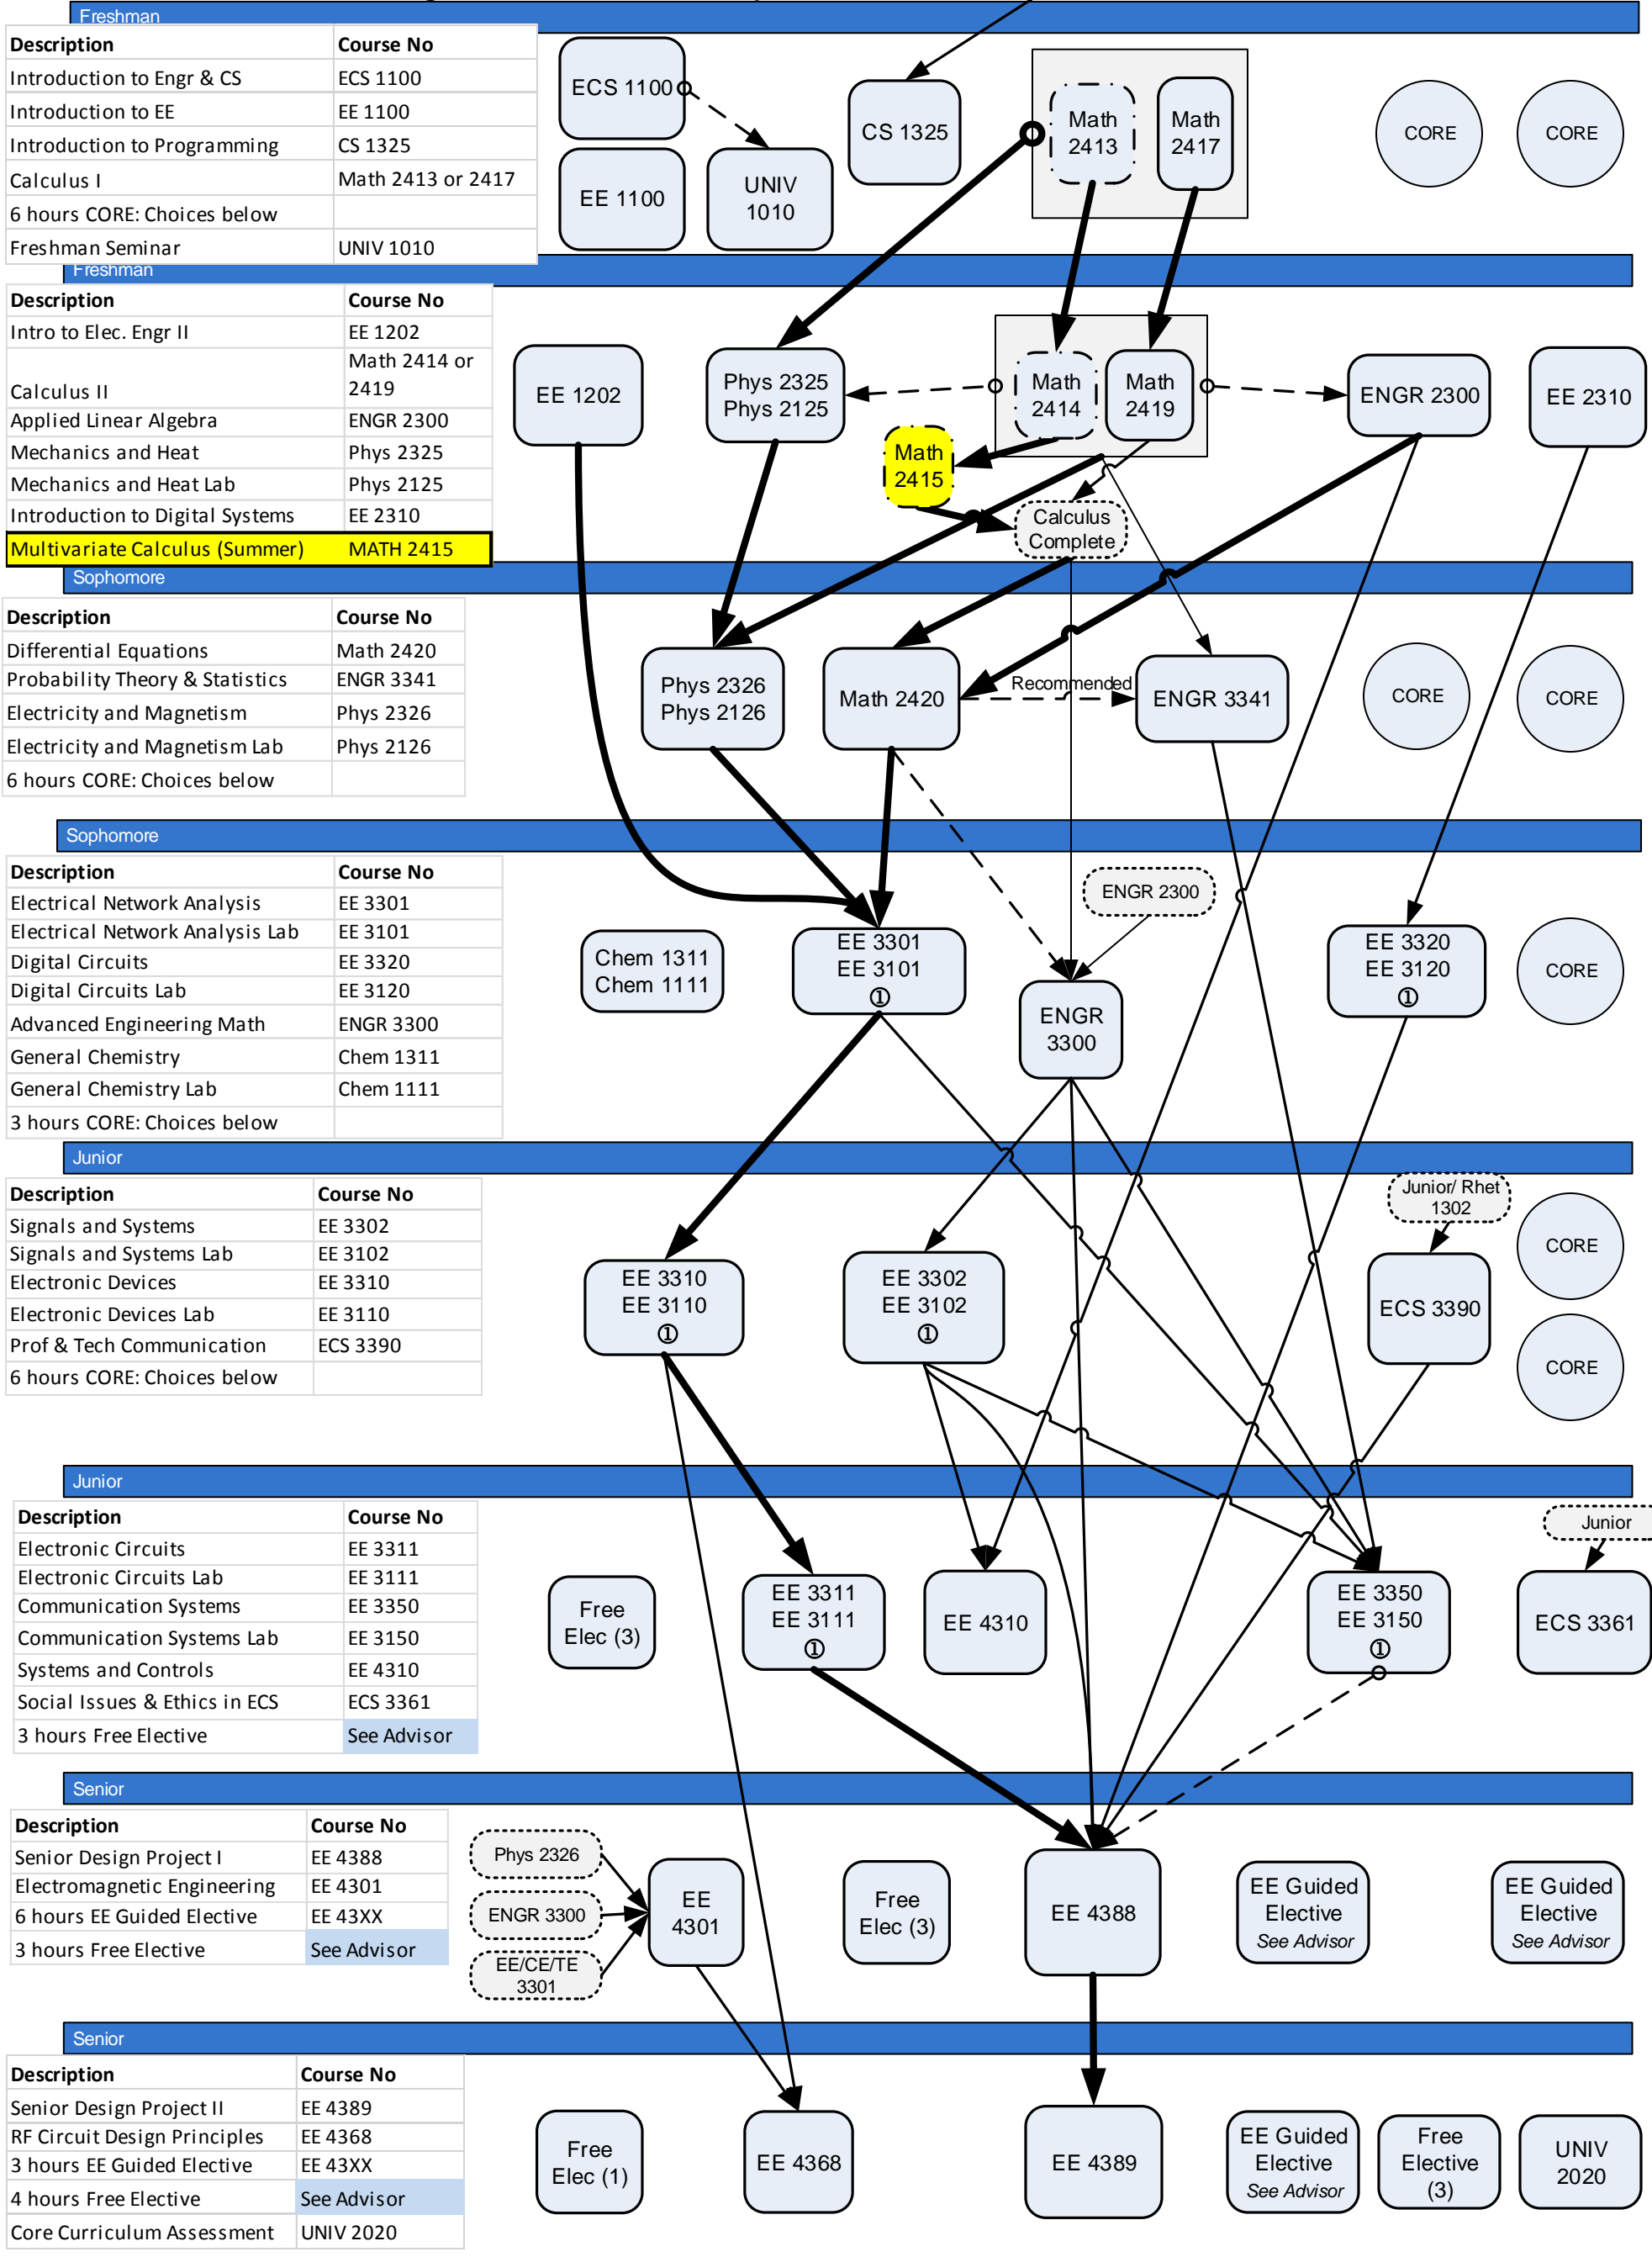 Freshman
Description Course No
Introduction to Engr & CS ECS 1100
Introduction to EE EE 1100
Introduction to Programming CS 1325
Calculus I Math 2413 or 2417
6 hours CORE: Choices below
Freshman Seminar UNIV 1010
ECS 1100
EE 1100
UNIV
1010
CS 1325
Math
2413
Math
2417
CORE
CORE
Freshman
Description Course No
Intro to Elec. Engr II EE 1202
Math 2414 or
Calculus II 2419
Applied Linear Algebra ENGR 2300
Mechanics and Heat Phys 2325
Mechanics and Heat Lab Phys 2125
Introduction to Digital Systems EE 2310
Multivariate Calculus (Summer) MATH 2415
EE 1202
Phys 2325
Phys 2125
Math
2414
Math
2419
ENGR 2300
EE 2310
Math
2415
Calculus
Complete
Sophomore
Description Course No
Differential Equations Math 2420
Probability Theory & Statistics ENGR 3341
Electricity and Magnetism Phys 2326
Electricity and Magnetism Lab Phys 2126
6 hours CORE: Choices below
Phys 2326
Phys 2126
Math 2420
Recommended
ENGR 3341
CORE
CORE
Sophomore
Description Course No
Electrical Network Analysis EE 3301
Electrical Network Analysis Lab EE 3101
Digital Circuits EE 3320
Digital Circuits Lab EE 3120
Advanced Engineering Math ENGR 3300
General Chemistry Chem 1311
General Chemistry Lab Chem 1111
3 hours CORE: Choices below
Chem 1311
Chem 1111
EE 3301
EE 3101
①
ENGR 2300
ENGR
3300
EE 3320
EE 3120
①
CORE
Junior
Description Course No
Signals and Systems EE 3302
Signals and Systems Lab EE 3102
Electronic Devices EE 3310
Electronic Devices Lab EE 3110
Prof & Tech Communication ECS 3390
6 hours CORE: Choices below
EE 3310
EE 3110
①
EE 3302
EE 3102
①
Junior/ Rhet
1302
ECS 3390
CORE
CORE
Junior
Description Course No
Electronic Circuits EE 3311
Electronic Circuits Lab EE 3111
Communication Systems EE 3350
Communication Systems Lab EE 3150
Systems and Controls EE 4310
Social Issues & Ethics in ECS ECS 3361
3 hours Free Elective See Advisor
Free
Elec (3)
EE 3311
EE 3111
①
EE 4310
EE 3350
EE 3150
①
Junior
ECS 3361
Senior
Description Course No
Senior Design Project I EE 4388
Electromagnetic Engineering EE 4301
6 hours EE Guided Elective EE 43XX
3 hours Free Elective See Advisor
Phys 2326
ENGR 3300
EE/CE/TE
3301
EE
4301
Free
Elec (3)
EE 4388
EE Guided
Elective
See Advisor
EE Guided
Elective
See Advisor
Senior
Description Course No
Senior Design Project II EE 4389
RF Circuit Design Principles EE 4368
3 hours EE Guided Elective EE 43XX
4 hours Free Elective See Advisor
Core Curriculum Assessment UNIV 2020
Free
Elec (1)
EE 4368
EE 4389
EE Guided
Elective
See Advisor
Free
Elective
(3)
UNIV
2020